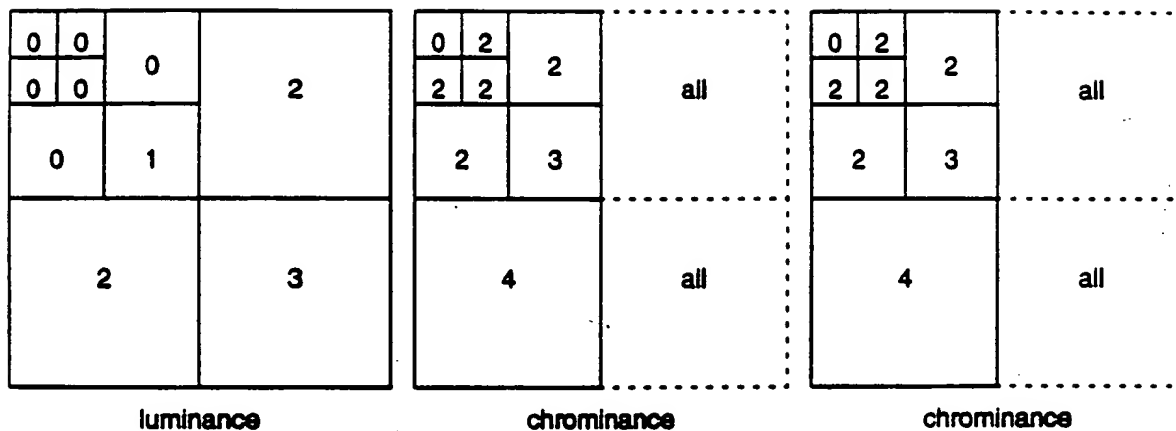 0 0 0 2 0 2 2 all 0 2 2 all
0 0 2 2 2 2
0 1 2 3 2 3
2 3 4 all 4 all
luminance chrominance chrominance